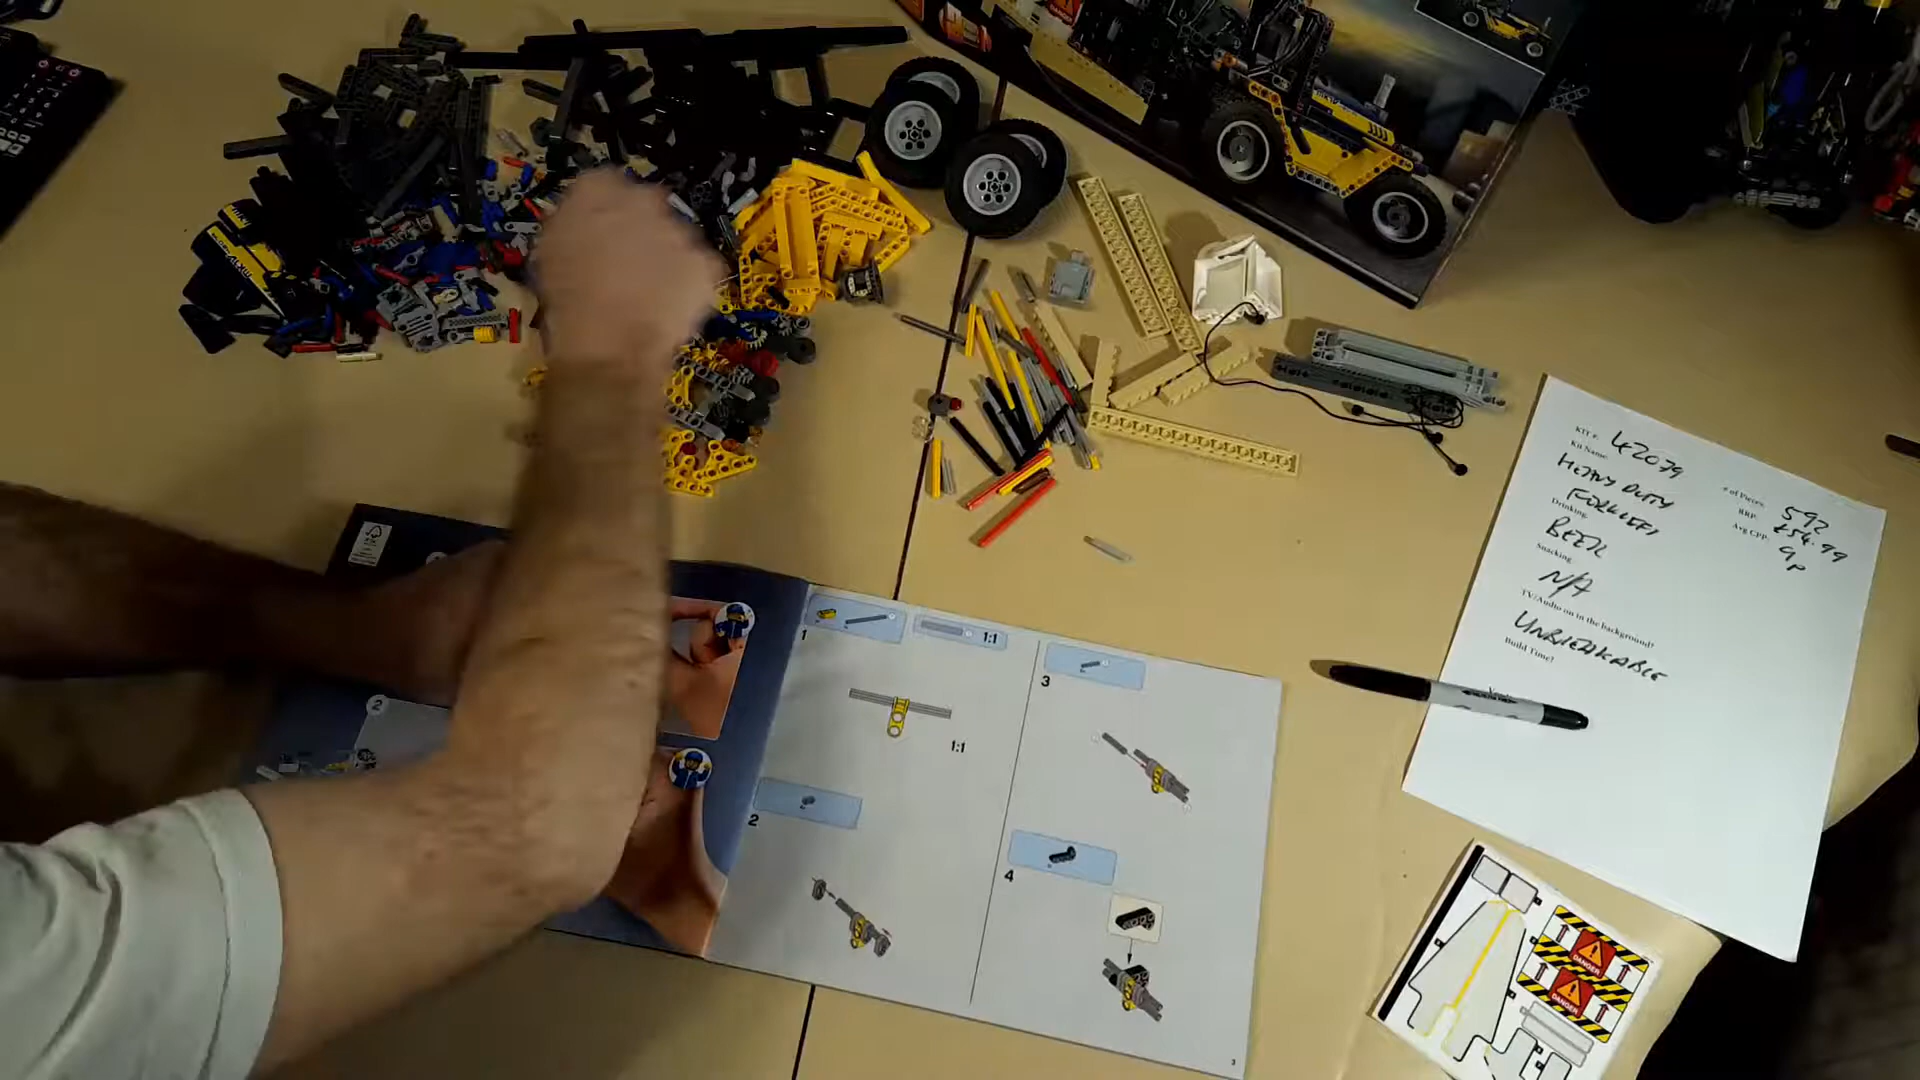 KIT #: 42079
Kit Name:
HEAVY DUTY
FORKLIFT
Drinking:
BEER
Snacking:
N/A
TV/Audio on in the background?
UNBREAKABLE
Build Time?
# of Pieces: 592
RRP: £54.99
Avg CPP: 9p
1
1:1
1:1
2
3
4
3
2
DANGER
DANGER